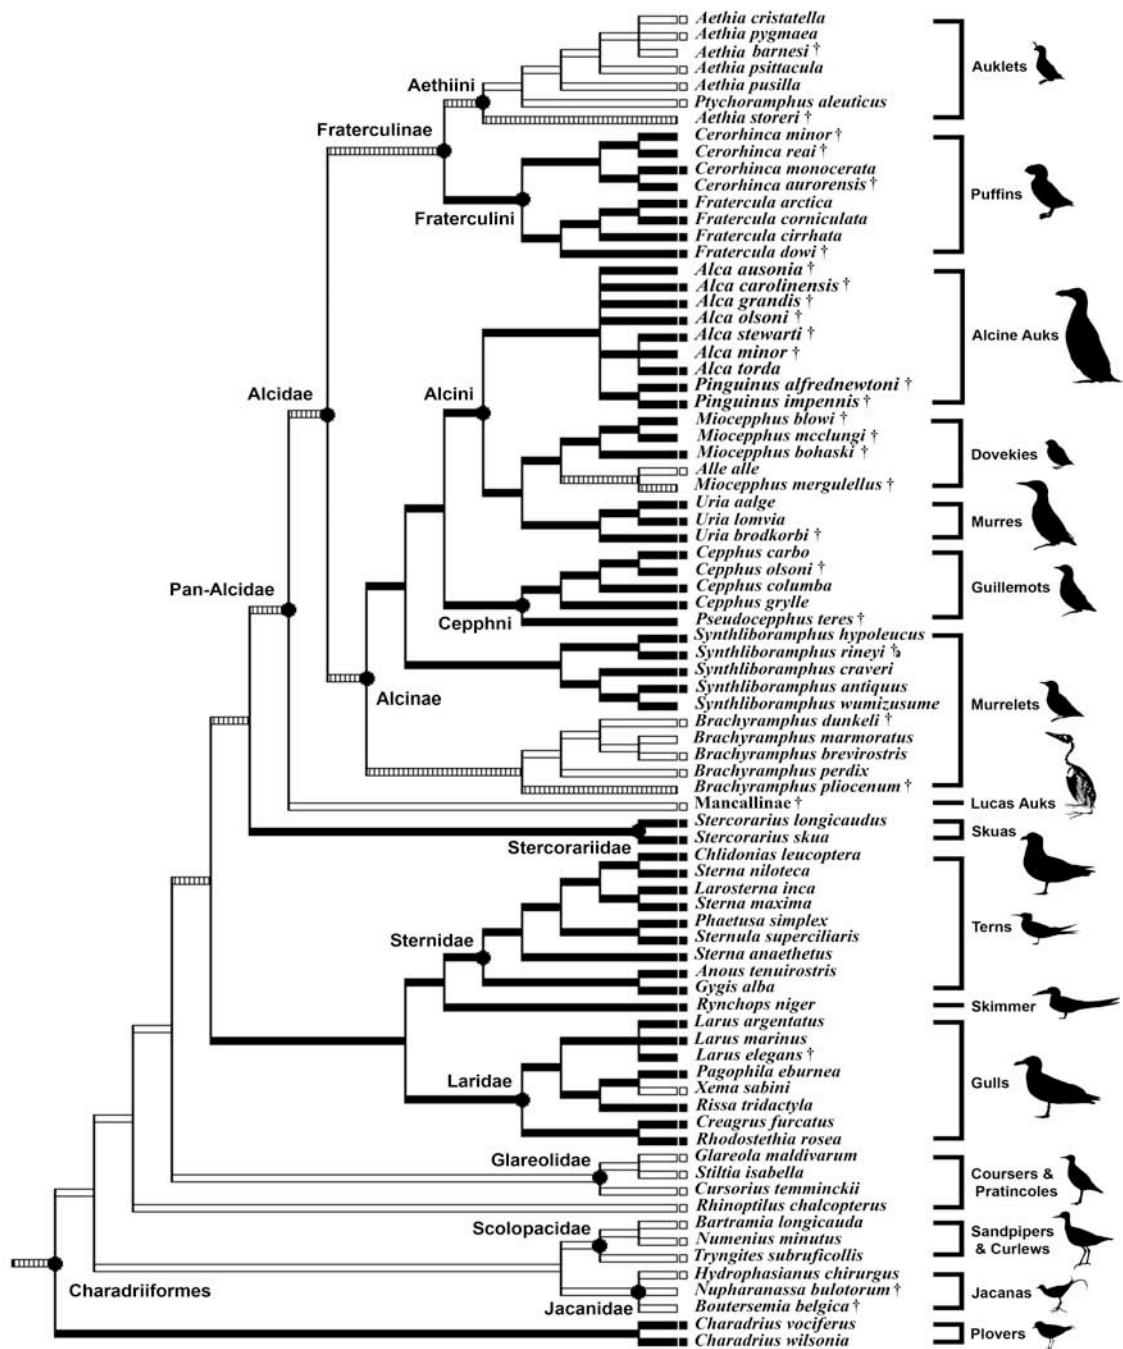 Aethia cristatella
Aethia pygmaea
Aethia barnesi †
Aethia psittacula
Aethia pusilla
Ptychoramphus aleuticus
Aethia storeri †
Cerorhinca minor †
Cerorhinca reai †
Cerorhinca monocerata
Cerorhinca aurorensis †
Fratercula arctica
Fratercula corniculata
Fratercula cirrhata
Fratercula dowi †
Alca ausonia †
Alca carolinensis †
Alca grandis †
Alca olsoni †
Alca stewarti †
Alca minor †
Alca torda
Pinguinus alfrednewtoni †
Pinguinus impennis †
Miocepphus blowi †
Miocepphus mcclungi †
Miocepphus bohaski †
Alle alle
Miocepphus mergulellus †
Uria aalge
Uria lomvia
Uria brodkorbi †
Cepphus carbo
Cepphus olsoni †
Cepphus columba
Cepphus grylle
Pseudocepphus teres †
Synthliboramphus hypoleucus
Synthliboramphus rineyi †
Synthliboramphus craveri
Synthliboramphus antiquus
Synthliboramphus wumizusume
Brachyramphus dunkeli †
Brachyramphus marmoratus
Brachyramphus brevirostris
Brachyramphus perdix
Brachyramphus pliocenum †
Mancallinae †
Stercorarius longicaudus
Stercorarius skua
Chlidonias leucoptera
Sterna niloteca
Larosterna inca
Sterna maxima
Phaetusa simplex
Sternula superciliaris
Sterna anaethetus
Anous tenuirostris
Gygis alba
Rynchops niger
Larus argentatus
Larus marinus
Larus elegans †
Pagophila eburnea
Xema sabini
Rissa tridactyla
Creagrus furcatus
Rhodostethia rosea
Glareola maldivarum
Stiltia isabella
Cursorius temminckii
Rhinoptilus chalcopterus
Bartramia longicauda
Numenius minutus
Tryngites subruficollis
Hydrophasianus chirurgus
Nupharanassa bulotorum †
Boutersemia belgica †
Charadrius vociferus
Charadrius wilsonia
Aethiini
Fraterculinae
Fraterculini
Alcidae
Alcini
Pan-Alcidae
Cepphni
Alcinae
Stercorariidae
Sternidae
Laridae
Glareolidae
Scolopacidae
Charadriiformes
Jacanidae
Auklets
Puffins
Alcine Auks
Dovekies
Murres
Guillemots
Murrelets
Lucas Auks
Skuas
Terns
Skimmer
Gulls
Coursers &
Pratincoles
Sandpipers
& Curlews
Jacanas
Plovers